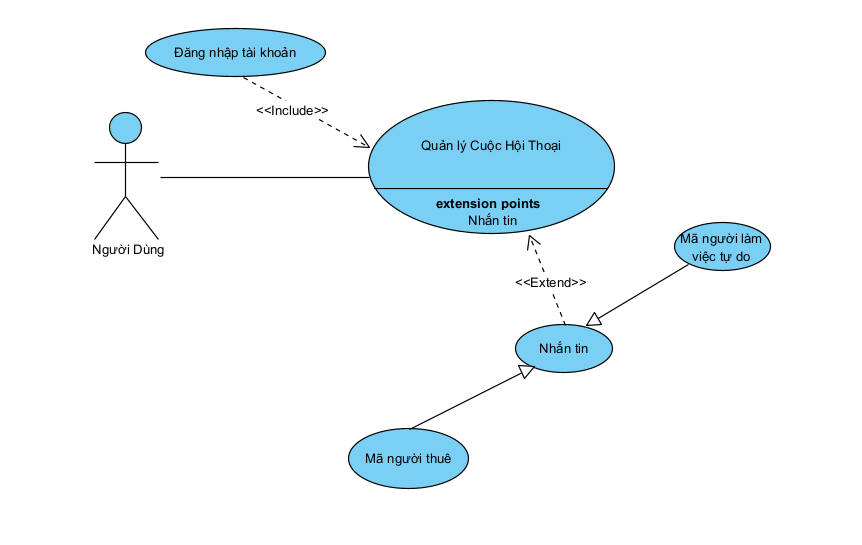 Đăng nhập tài khoản
<<Include>>
Quản lý Cuộc Hội Thoại
extension points
Nhắn tin
Người Dùng
Mã người làm
việc tự do
<<Extend>>
Nhắn tin
Mã người thuê